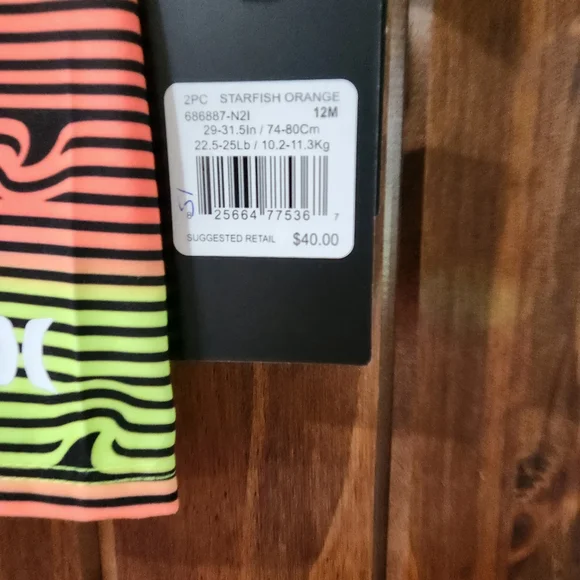 2PC STARFISH ORANGE
686887-N2I 12M
29-31.5In / 74-80Cm
22.5-25Lb / 10.2-11.3Kg
25664 77536 7
SUGGESTED RETAIL $40.00